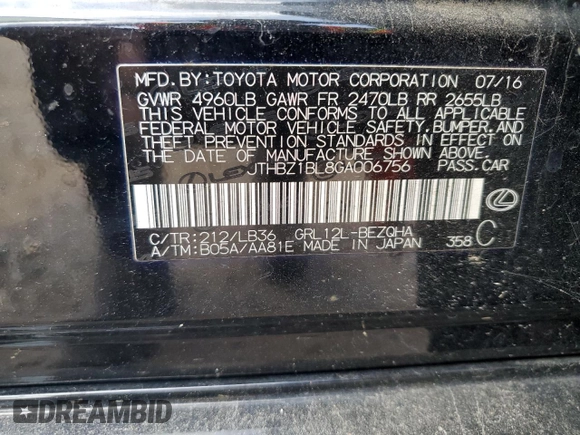 MFD. BY: TOYOTA MOTOR CORPORATION 07/16
GVWR 4960LB GAWR FR 2470LB RR 2655LB
THIS VEHICLE CONFORMS TO ALL APPLICABLE
FEDERAL MOTOR VEHICLE SAFETY, BUMPER, AND
THEFT PREVENTION STANDARDS IN EFFECT ON
THE DATE OF MANUFACTURE SHOWN ABOVE.
JTHBZ1BL8GA006756 PASS. CAR
C/TR: 212/LB36 GRL12L-BEZQHA
A/TM: B05A/AA81E MADE IN JAPAN 358 C
DREAMBID